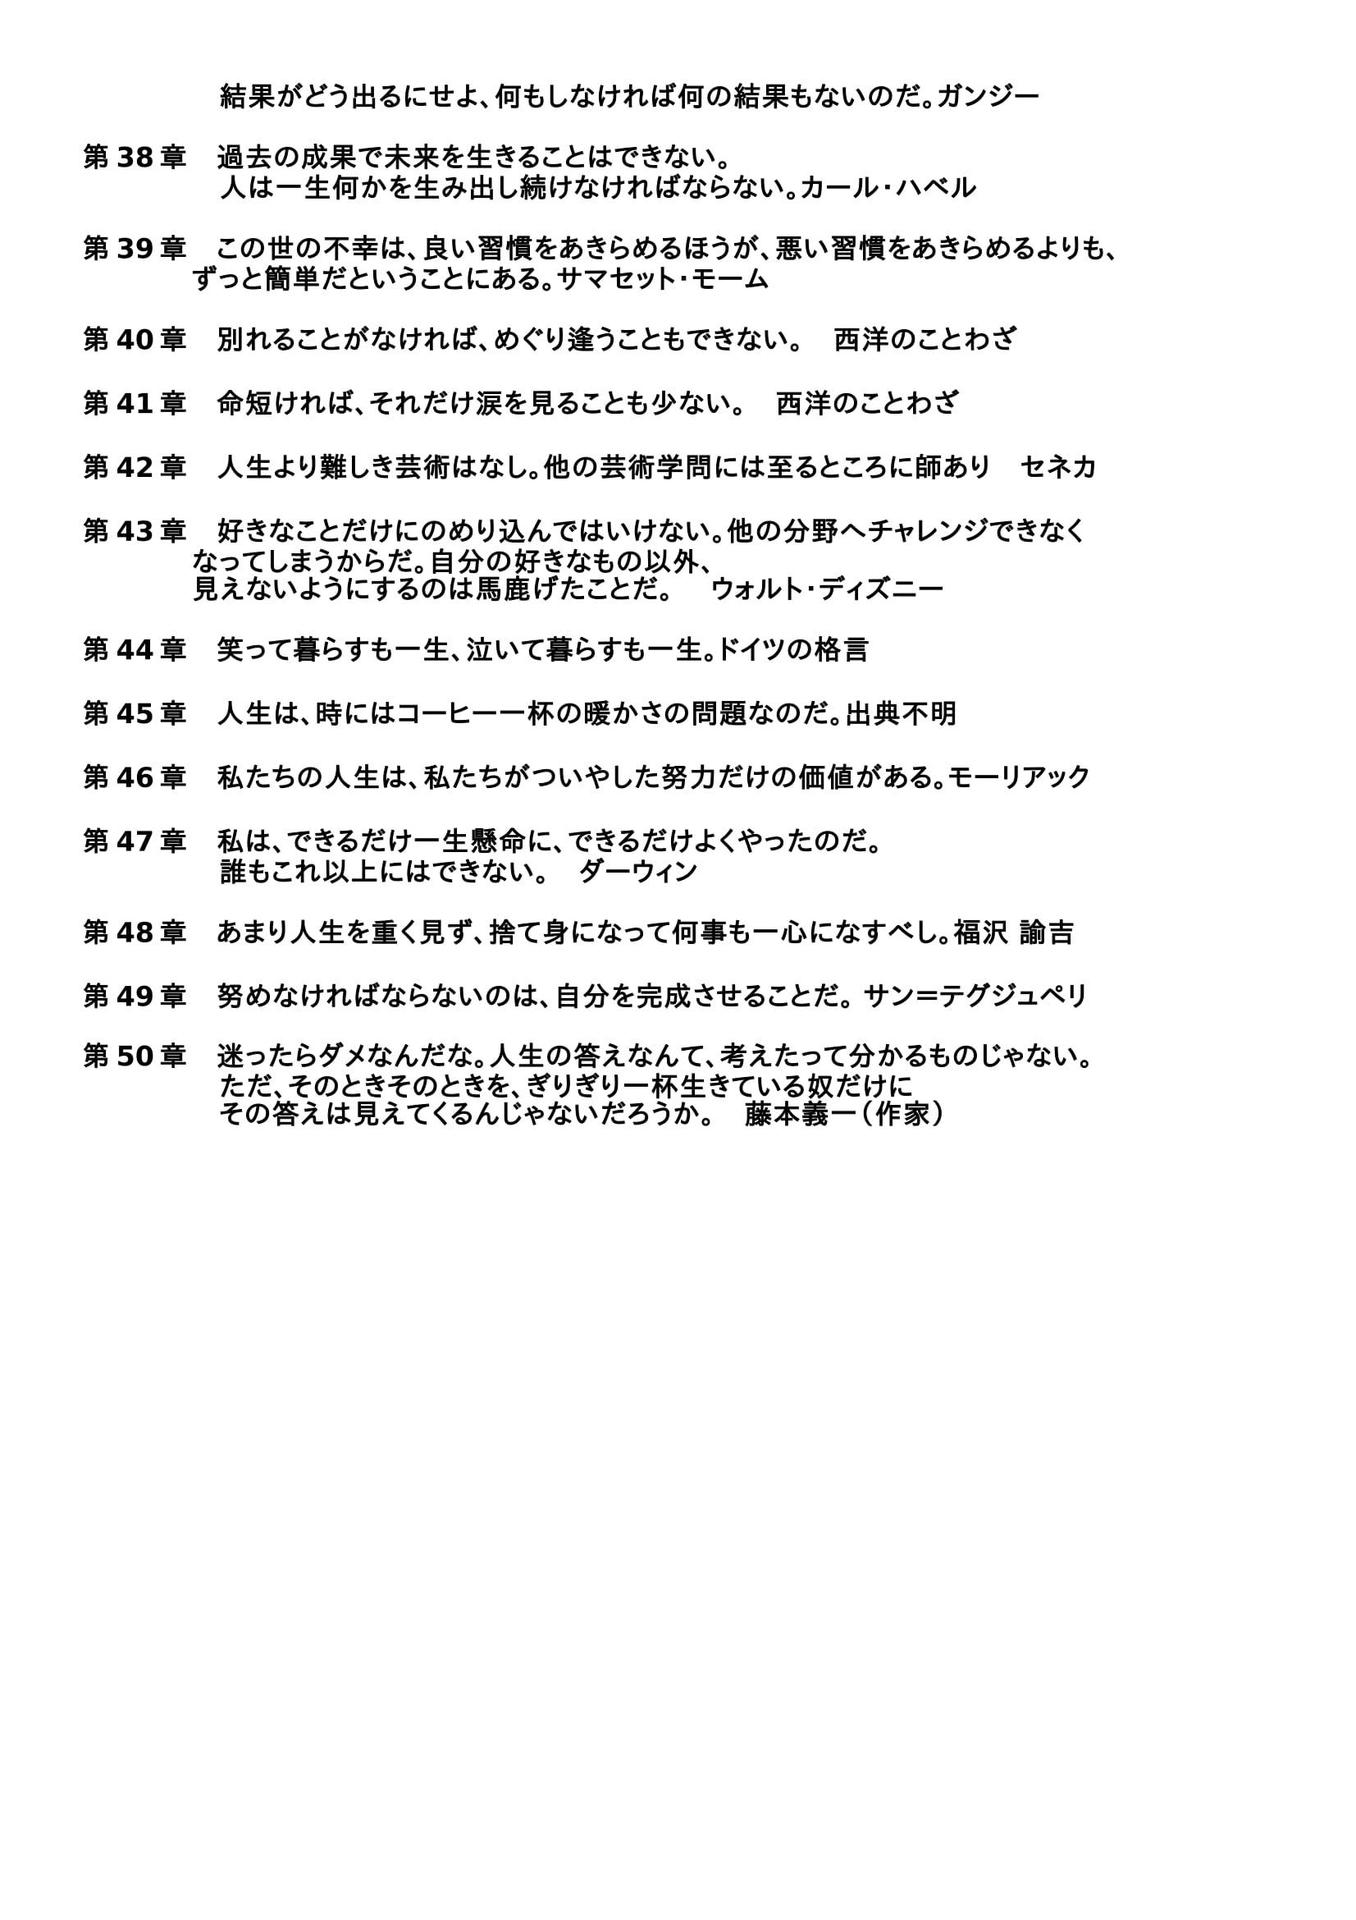 結果がどう出るにせよ、何もしなければ何の結果もないのだ。ガンジー
第 38 章　過去の成果で未来を生きることはできない。
人は一生何かを生み出し続けなければならない。カール・ハベル
第 39 章　この世の不幸は、良い習慣をあきらめるほうが、悪い習慣をあきらめるよりも、
ずっと簡単だということにある。サマセット・モーム
第 40 章　別れることがなければ、めぐり逢うこともできない。　西洋のことわざ
第 41 章　命短ければ、それだけ涙を見ることも少ない。　西洋のことわざ
第 42 章　人生より難しき芸術はなし。他の芸術学問には至るところに師あり　セネカ
第 43 章　好きなことだけにのめり込んではいけない。他の分野へチャレンジできなく
なってしまうからだ。自分の好きなもの以外、
見えないようにするのは馬鹿げたことだ。　ウォルト・ディズニー
第 44 章　笑って暮らすも一生、泣いて暮らすも一生。ドイツの格言
第 45 章　人生は、時にはコーヒー一杯の暖かさの問題なのだ。出典不明
第 46 章　私たちの人生は、私たちがついやした努力だけの価値がある。モーリアック
第 47 章　私は、できるだけ一生懸命に、できるだけよくやったのだ。
誰もこれ以上にはできない。　ダーウィン
第 48 章　あまり人生を重く見ず、捨て身になって何事も一心になすべし。福沢 諭吉
第 49 章　努めなければならないのは、自分を完成させることだ。サン＝テグジュペリ
第 50 章　迷ったらダメなんだな。人生の答えなんて、考えたって分かるものじゃない。
ただ、そのときそのときを、ぎりぎり一杯生きている奴だけに
その答えは見えてくるんじゃないだろうか。　藤本義一（作家）